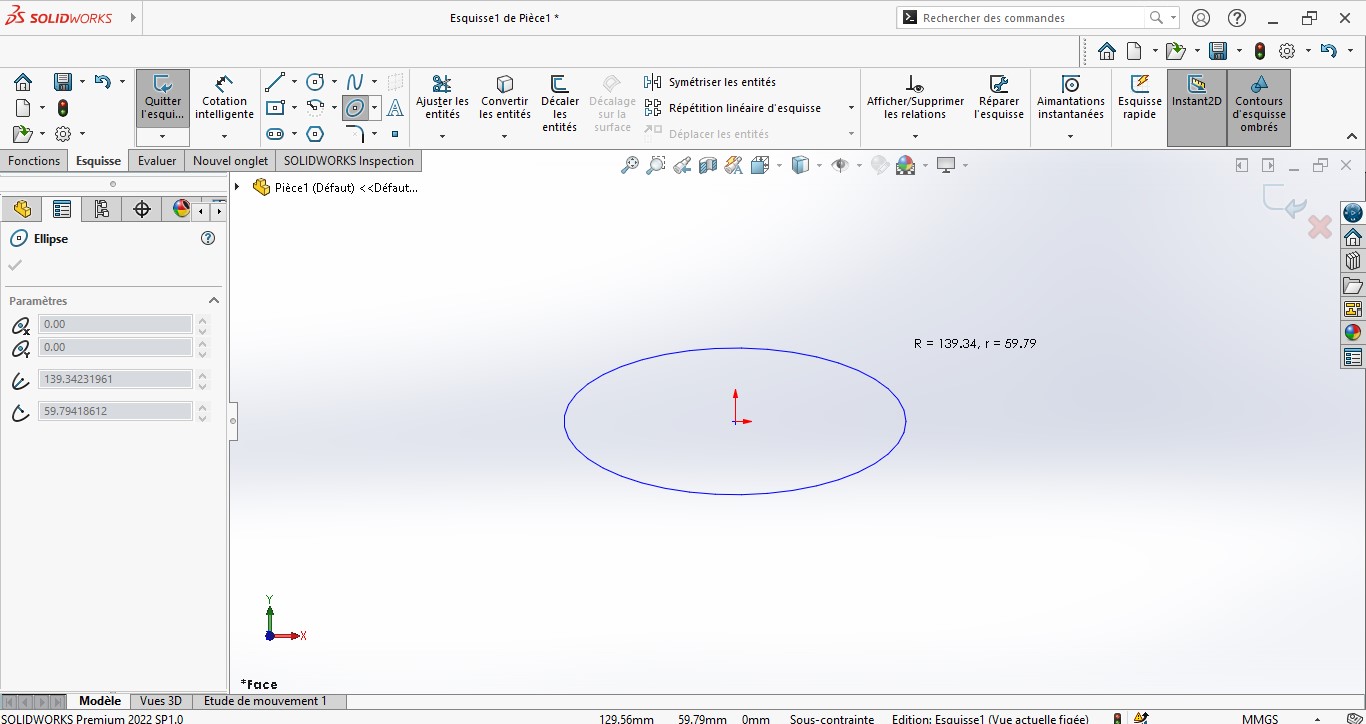 SOLIDWORKS
Esquisse1 de Pièce1 *
Rechercher des commandes
Quitter l'esqui...
Cotation intelligente
Ajuster les entités
Convertir les entités
Décaler les entités
Décalage sur la surface
Symétriser les entités
Répétition linéaire d'esquisse
Déplacer les entités
Afficher/Supprimer les relations
Réparer l'esquisse
Aimantations instantanées
Esquisse rapide
Instant2D
Contours d'esquisse ombrés
Fonctions Esquisse Evaluer Nouvel onglet SOLIDWORKS Inspection
Pièce1 (Défaut) <<Défaut...
Ellipse
Paramètres
0.00
0.00
139.34231961
59.79418612
R = 139.34, r = 59.79
Y
X
*Face
Modèle Vues 3D Etude de mouvement 1
SOLIDWORKS Premium 2022 SP1.0 129.56mm 59.79mm 0mm Sous-contrainte Edition: Esquisse1 (Vue actuelle figée) MMGS